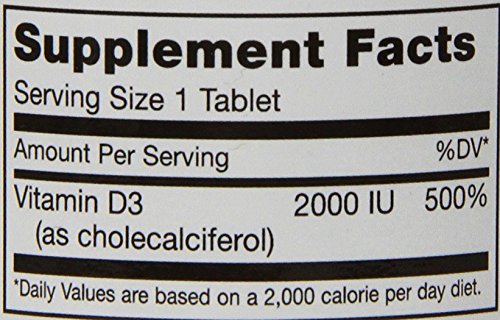 Supplement Facts
Serving Size 1 Tablet
Amount Per Serving %DV*
Vitamin D3 2000 IU 500%
(as cholecalciferol)
*Daily Values are based on a 2,000 calorie per day diet.